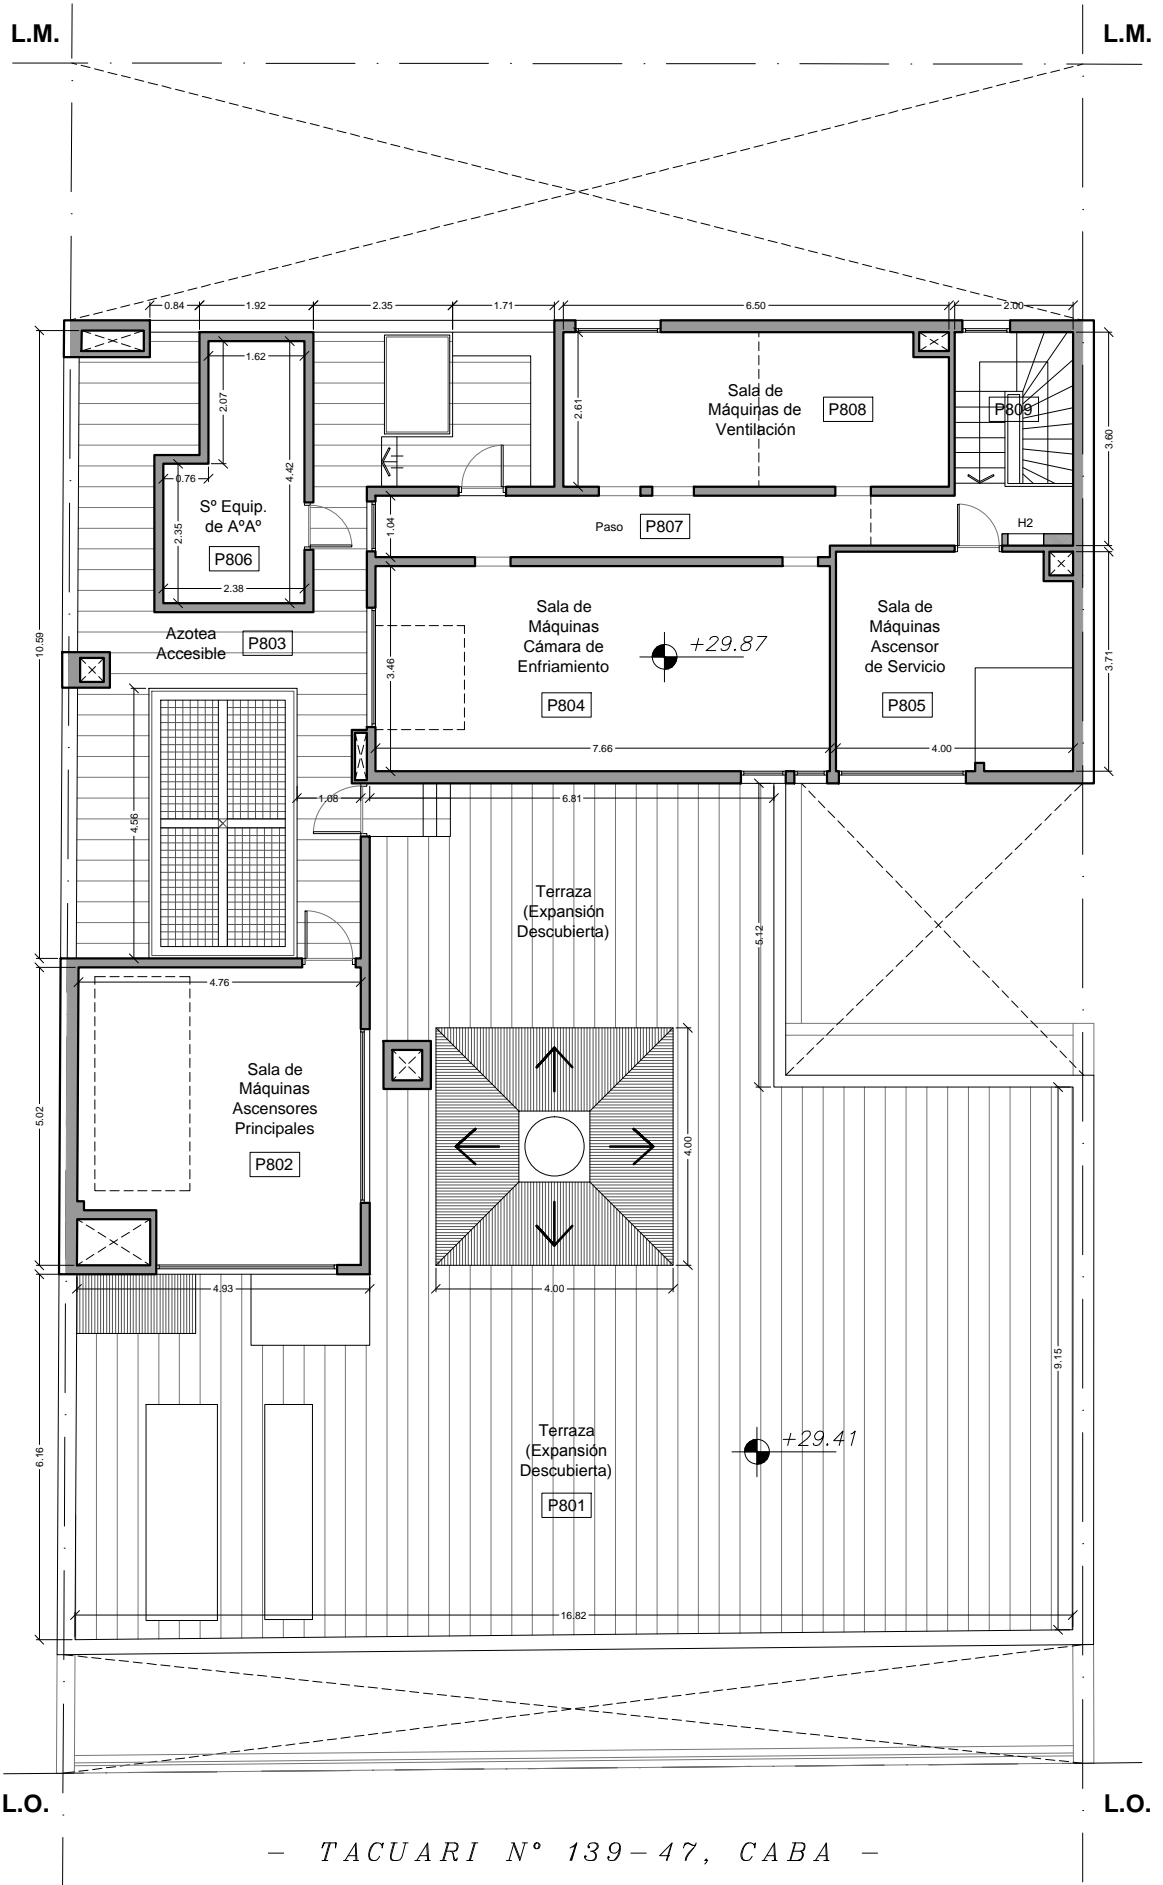 L.M.
L.M.
0.84
1.92
2.35
1.71
6.50
2.00
1.62
2.07
4.42
0.76
2.35
Sº Equip.
de AºAº
P806
2.38
2.61
Sala de
Máquinas de
Ventilación
P808
P809
3.60
1.04
Paso
P807
H2
10.59
Azotea
Accesible
P803
Sala de
Máquinas
Cámara de
Enfriamiento
P804
+29.87
3.46
7.66
Sala de
Máquinas
Ascensor
de Servicio
P805
4.00
3.71
1.08
6.81
4.56
Terraza
(Expansión
Descubierta)
5.12
4.76
5.02
Sala de
Máquinas
Ascensores
Principales
P802
4.00
4.93
4.00
9.15
6.16
Terraza
(Expansión
Descubierta)
P801
+29.41
16.82
L.O.
L.O.
- TACUARI N° 139-47, CABA -